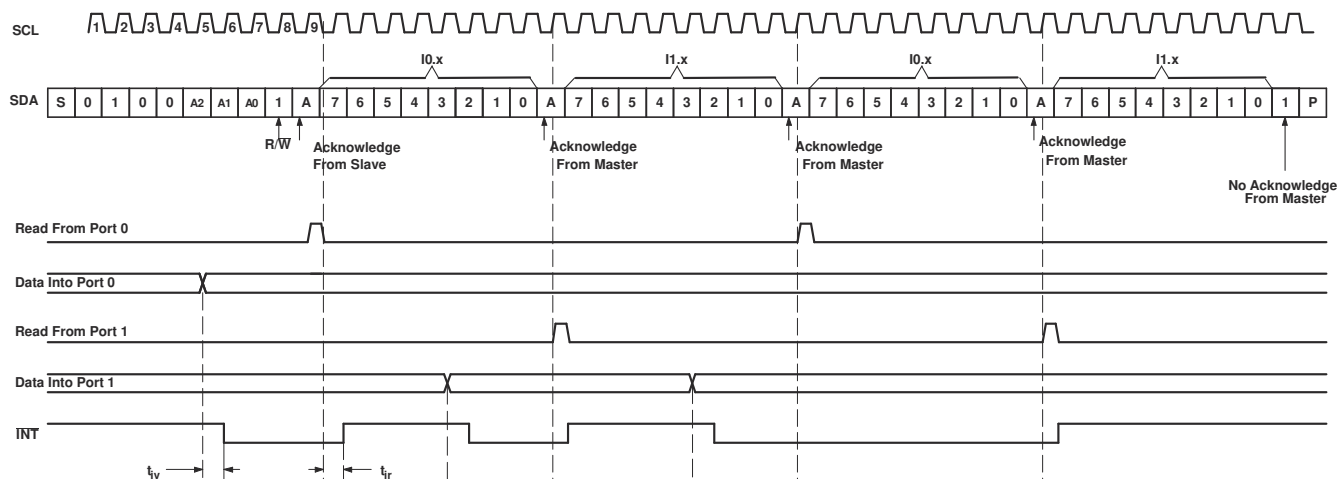 SCL 1 2 3 4 5 6 7 8 9
I0.x I1.x I0.x I1.x
SDA S 0 1 0 0 A2 A1 A0 1 A 7 6 5 4 3 2 1 0 A 7 6 5 4 3 2 1 0 A 7 6 5 4 3 2 1 0 A 7 6 5 4 3 2 1 0 1 P
R/W̅
Acknowledge
From Slave
Acknowledge
From Master
Acknowledge
From Master
Acknowledge
From Master
No Acknowledge
From Master
Read From Port 0
Data Into Port 0
Read From Port 1
Data Into Port 1
I̅N̅T̅
tiv tir